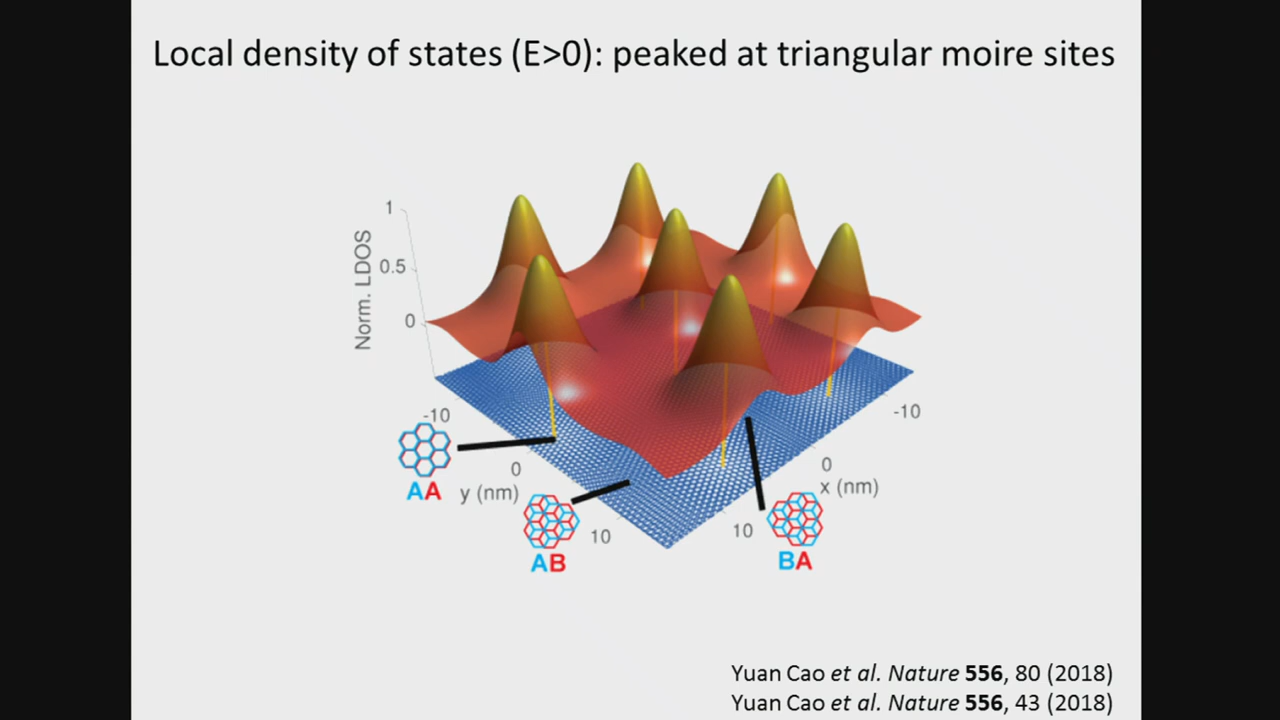 Local density of states (E>0): peaked at triangular moire sites
1
0.5
0
Norm. LDOS
-10
0
10
y (nm)
-10
0
10
x (nm)
AA
AB
BA
Yuan Cao et al. Nature 556, 80 (2018)
Yuan Cao et al. Nature 556, 43 (2018)